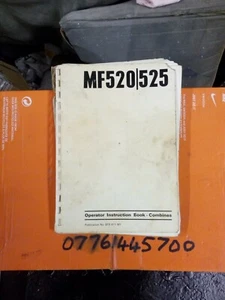 MF520|525
Operator Instruction Book - Combines
07761445700